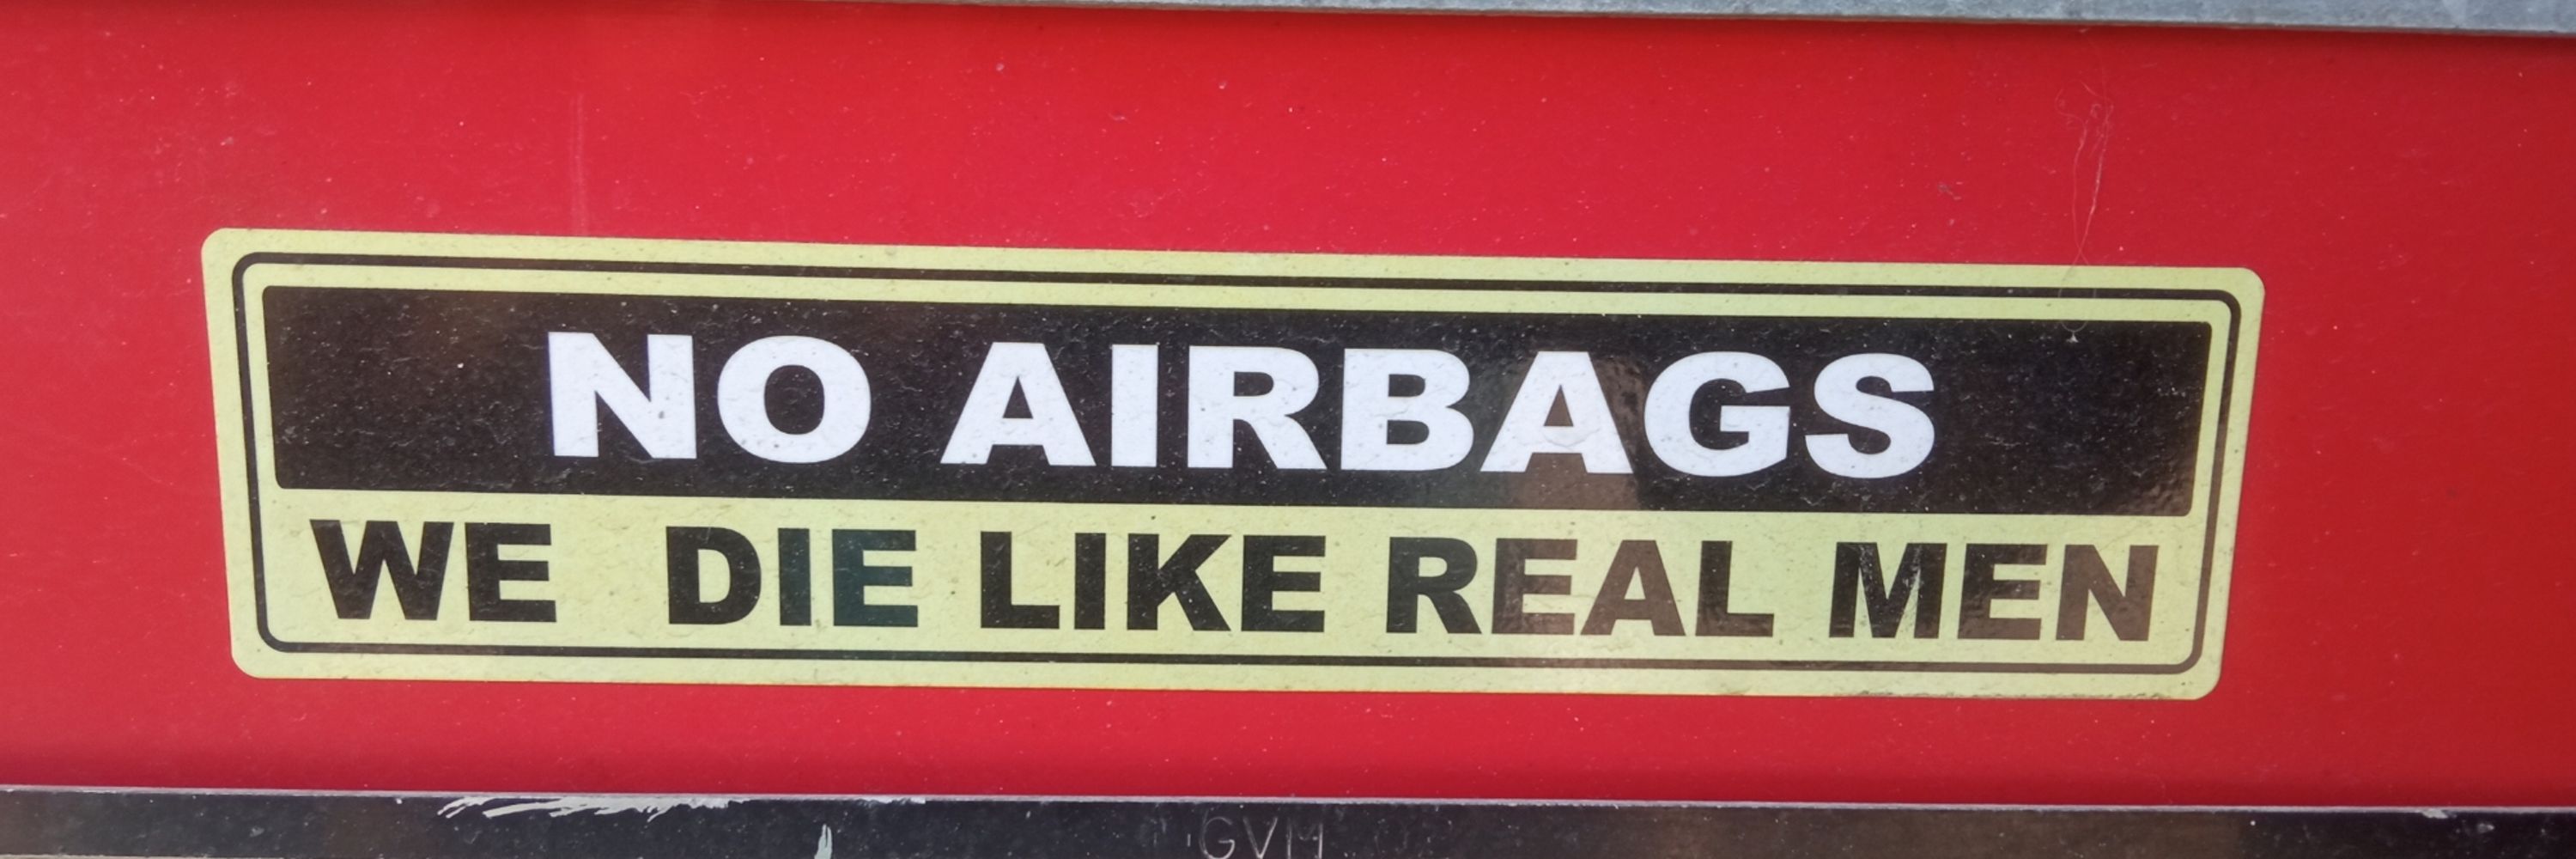 NO AIRBAGS
WE DIE LIKE REAL MEN
GVM